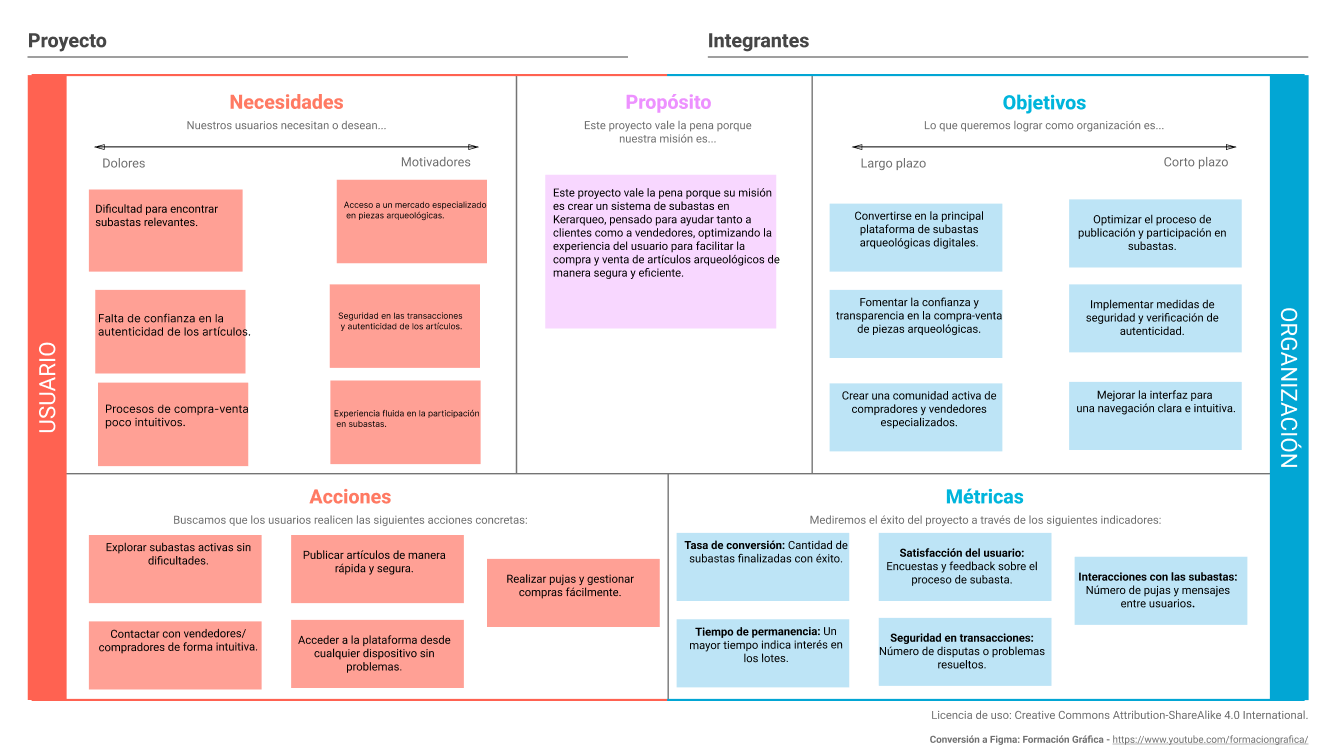 Proyecto
Integrantes
USUARIO
Necesidades
Nuestros usuarios necesitan o desean...
Dolores
Motivadores
Dificultad para encontrar
subastas relevantes.
Acceso a un mercado especializado
en piezas arqueológicas.
Falta de confianza en la
autenticidad de los artículos.
Seguridad en las transacciones
y autenticidad de los artículos.
Procesos de compra-venta
poco intuitivos.
Experiencia fluida en la participación
en subastas.
Propósito
Este proyecto vale la pena porque
nuestra misión es...
Este proyecto vale la pena porque su misión
es crear un sistema de subastas en
Kerarqueo, pensado para ayudar tanto a
clientes como a vendedores, optimizando la
experiencia del usuario para facilitar la
compra y venta de artículos arqueológicos de
manera segura y eficiente.
Objetivos
Lo que queremos lograr como organización es...
Largo plazo
Corto plazo
Convertirse en la principal
plataforma de subastas
arqueológicas digitales.
Optimizar el proceso de
publicación y participación en
subastas.
Fomentar la confianza y
transparencia en la compra-venta
de piezas arqueológicas.
Implementar medidas de
seguridad y verificación de
autenticidad.
Crear una comunidad activa de
compradores y vendedores
especializados.
Mejorar la interfaz para
una navegación clara e intuitiva.
ORGANIZACIÓN
Acciones
Buscamos que los usuarios realicen las siguientes acciones concretas:
Explorar subastas activas sin
dificultades.
Publicar artículos de manera
rápida y segura.
Realizar pujas y gestionar
compras fácilmente.
Contactar con vendedores/
compradores de forma intuitiva.
Acceder a la plataforma desde
cualquier dispositivo sin
problemas.
Métricas
Mediremos el éxito del proyecto a través de los siguientes indicadores:
Tasa de conversión: Cantidad de
subastas finalizadas con éxito.
Satisfacción del usuario:
Encuestas y feedback sobre el
proceso de subasta.
Interacciones con las subastas:
Número de pujas y mensajes
entre usuarios.
Tiempo de permanencia: Un
mayor tiempo indica interés en
los lotes.
Seguridad en transacciones:
Número de disputas o problemas
resueltos.
Licencia de uso: Creative Commons Attribution-ShareAlike 4.0 International.
Conversión a Figma: Formación Gráfica - https://www.youtube.com/formaciongrafica/